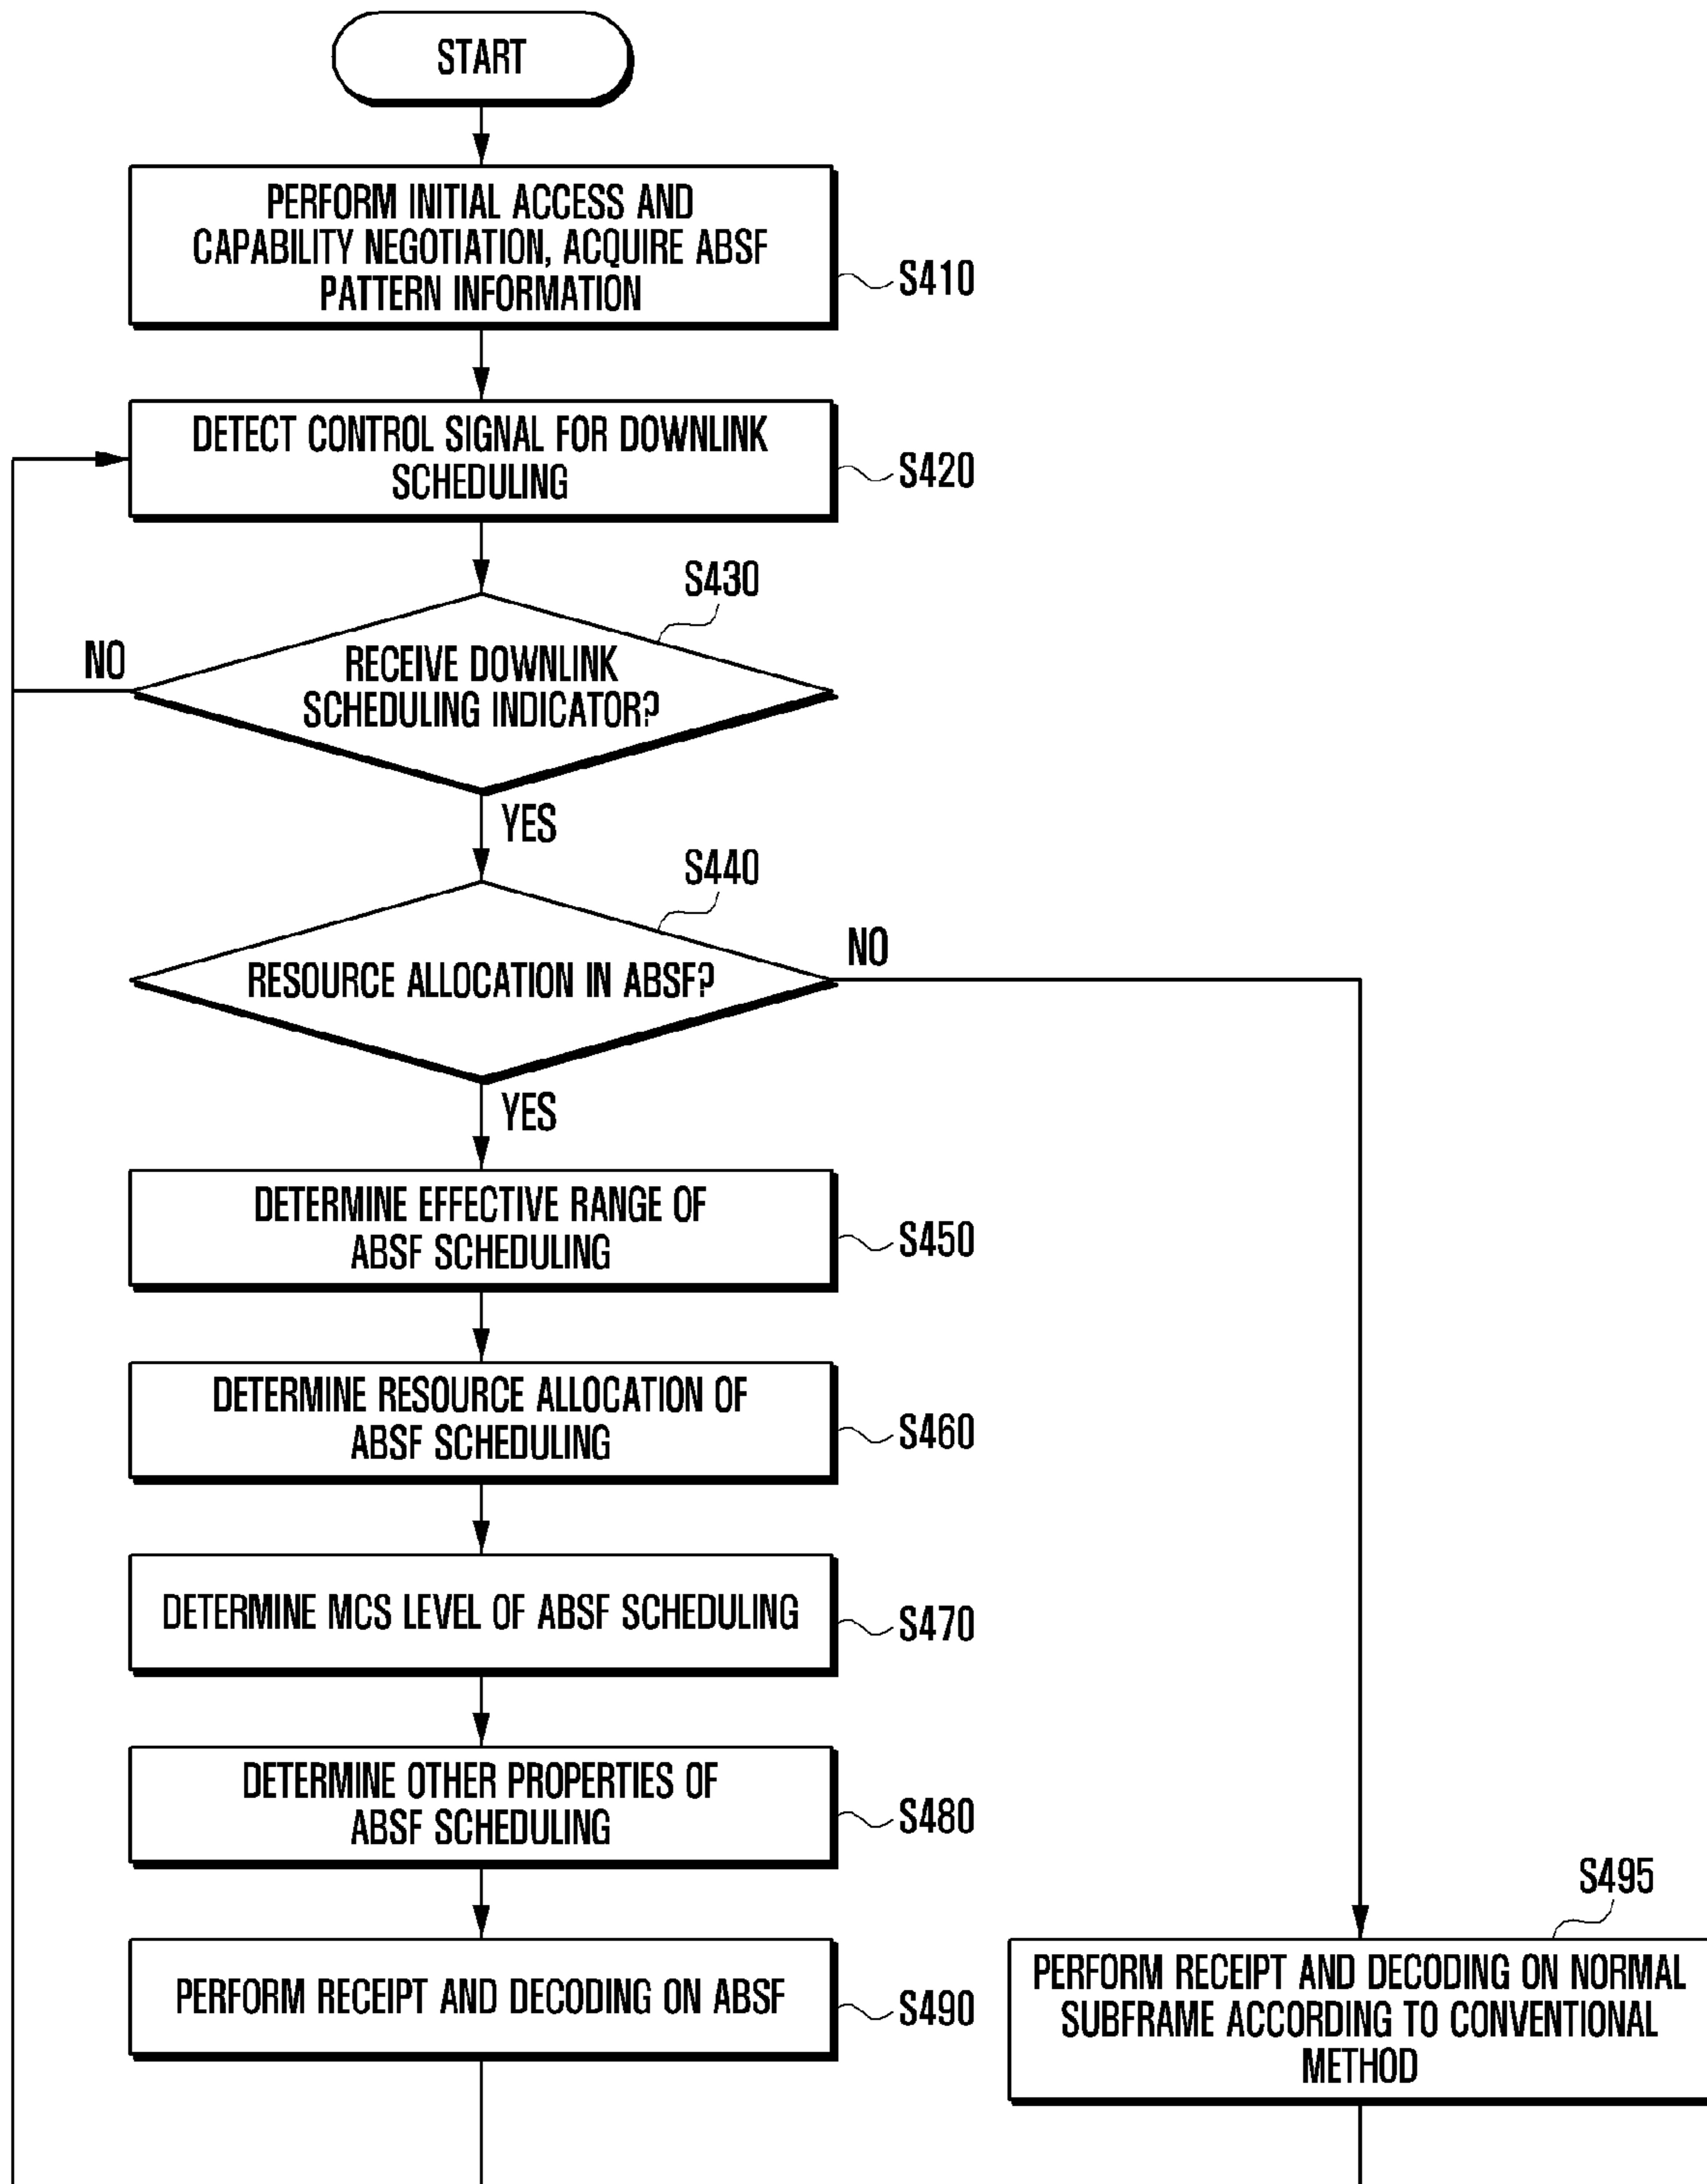 START
PERFORM INITIAL ACCESS AND
CAPABILITY NEGOTIATION, ACQUIRE ABSF
PATTERN INFORMATION
S410
DETECT CONTROL SIGNAL FOR DOWNLINK
SCHEDULING
S420
S430
NO
RECEIVE DOWNLINK
SCHEDULING INDICATOR?
YES
S440
NO
RESOURCE ALLOCATION IN ABSF?
YES
DETERMINE EFFECTIVE RANGE OF
ABSF SCHEDULING
S450
DETERMINE RESOURCE ALLOCATION OF
ABSF SCHEDULING
S460
DETERMINE MCS LEVEL OF ABSF SCHEDULING
S470
DETERMINE OTHER PROPERTIES OF
ABSF SCHEDULING
S480
PERFORM RECEIPT AND DECODING ON ABSF
S490
S495
PERFORM RECEIPT AND DECODING ON NORMAL
SUBFRAME ACCORDING TO CONVENTIONAL
METHOD